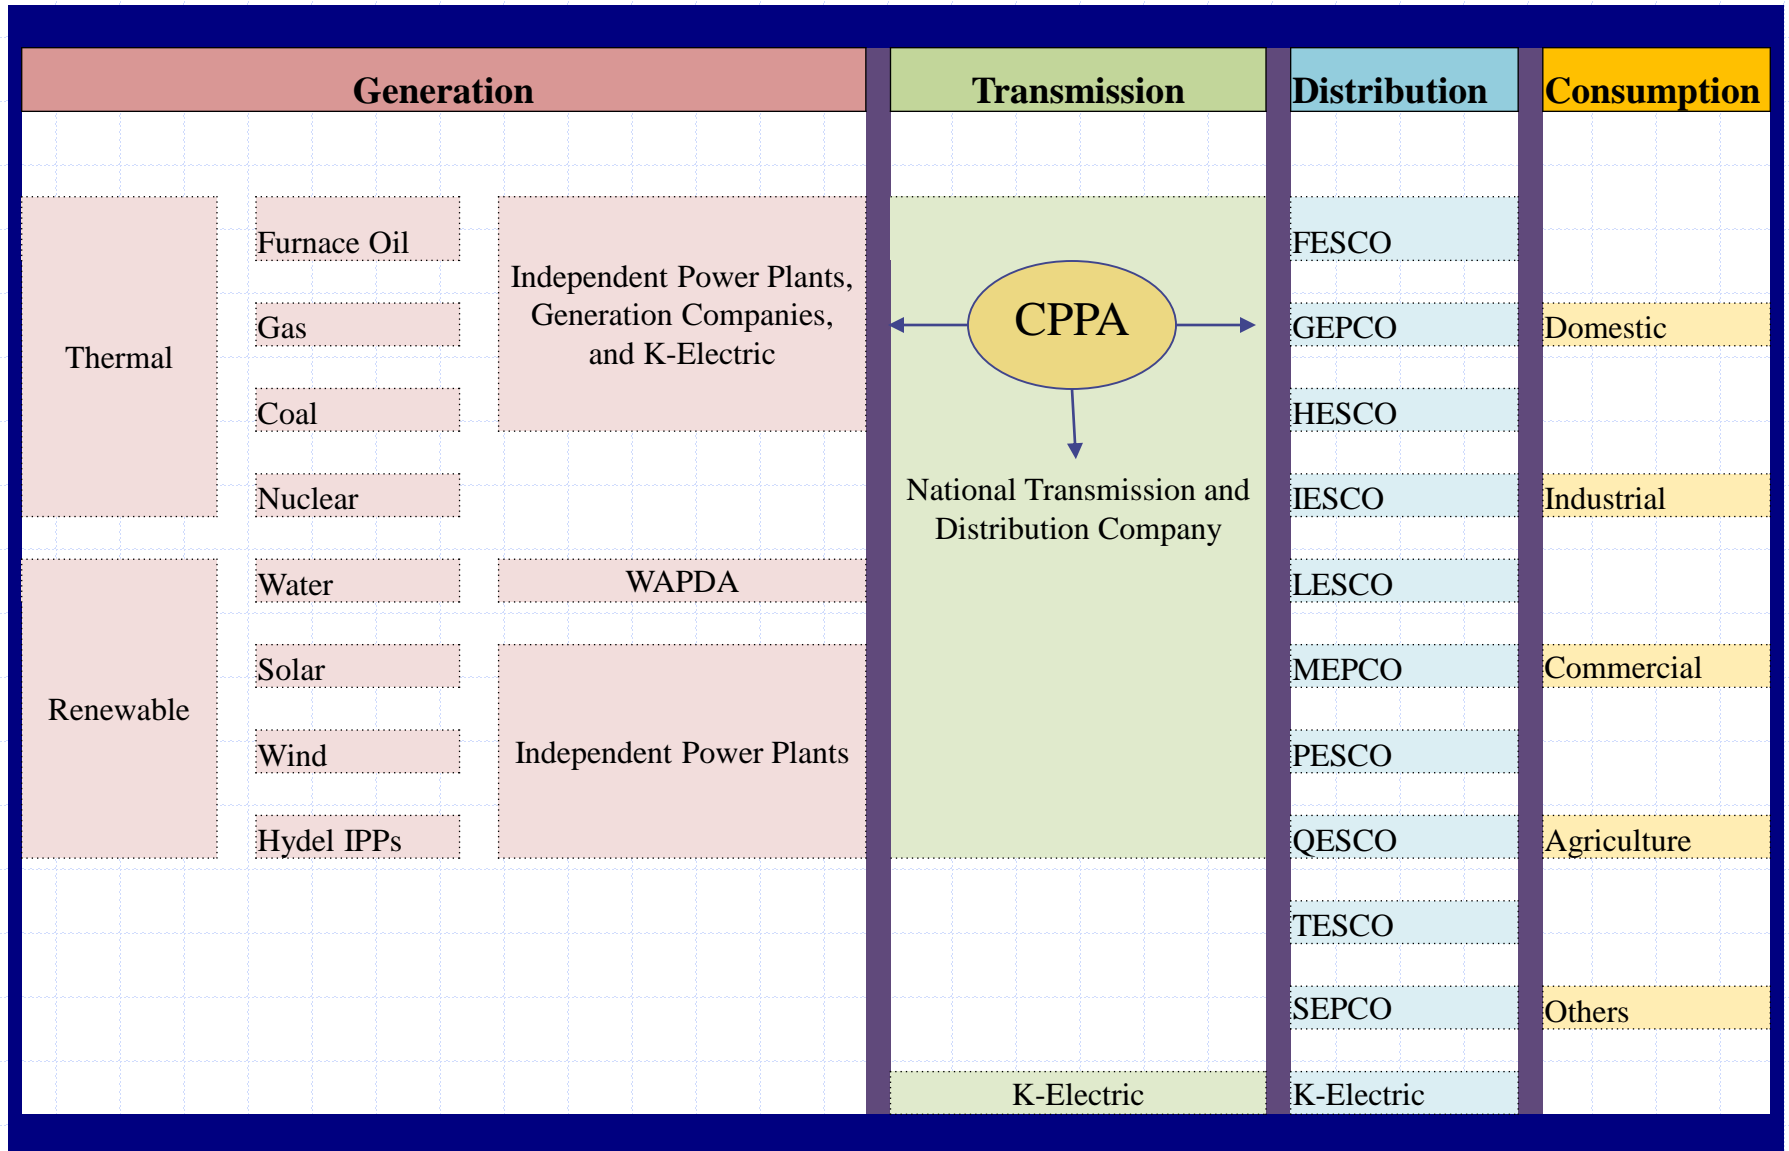 Generation
Transmission
Distribution
Consumption
Thermal
Furnace Oil
Gas
Coal
Nuclear
Independent Power Plants,
Generation Companies,
and K-Electric
Renewable
Water
Solar
Wind
Hydel IPPs
WAPDA
Independent Power Plants
CPPA
National Transmission and
Distribution Company
K-Electric
FESCO
GEPCO
HESCO
IESCO
LESCO
MEPCO
PESCO
QESCO
TESCO
SEPCO
K-Electric
Domestic
Industrial
Commercial
Agriculture
Others